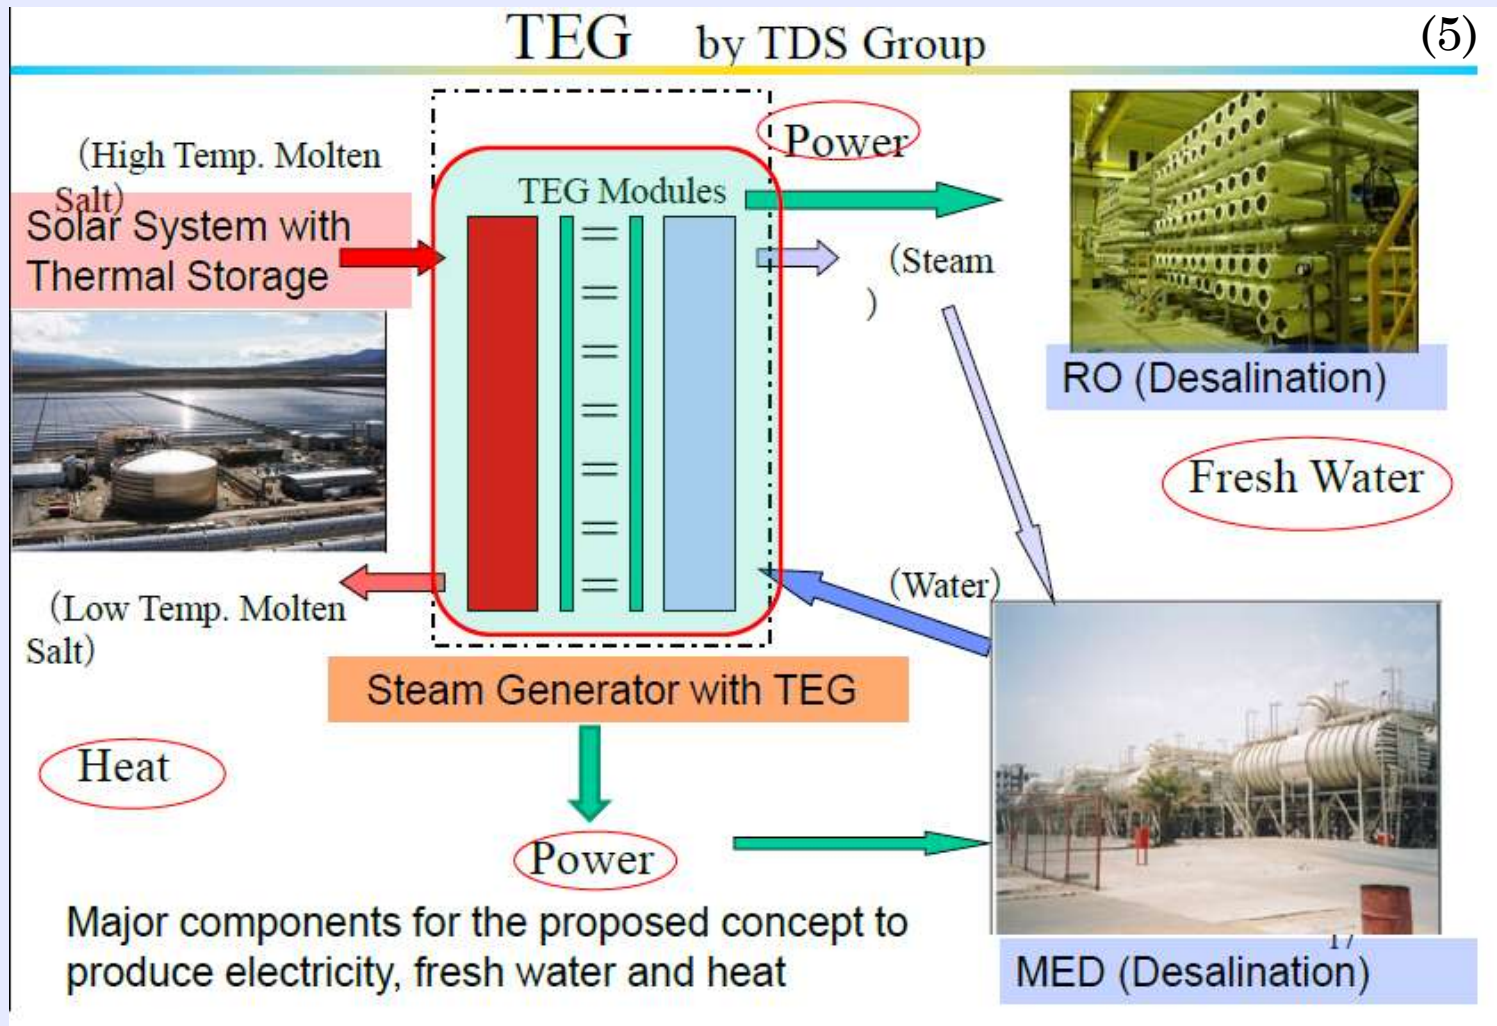 TEG by TDS Group
(5)
(High Temp. Molten
Salt)
Solar System with
Thermal Storage
TEG Modules
Power
(Steam
)
RO (Desalination)
Fresh Water
(Water)
(Low Temp. Molten
Salt)
Steam Generator with TEG
Heat
Power
Major components for the proposed concept to
produce electricity, fresh water and heat
17
MED (Desalination)